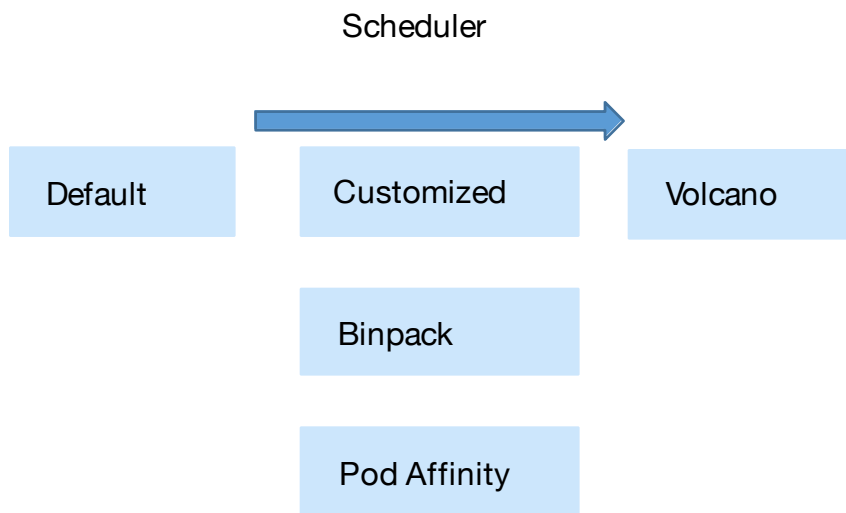 Scheduler
Default
Customized
Volcano
Binpack
Pod Affinity